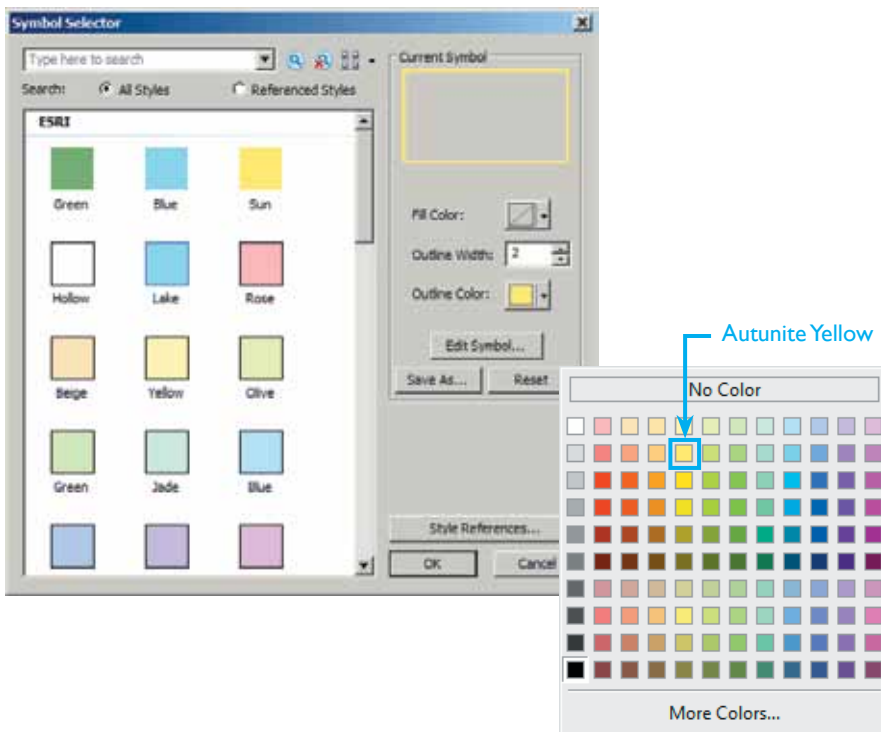 Symbol Selector
Type here to search
Search:
All Styles
Referenced Styles
ESRI
Green
Blue
Sun
Hollow
Lake
Rose
Beige
Yellow
Olive
Green
Jade
Blue
Current Symbol
Fill Color:
Outline Width:
2
Outline Color:
Edit Symbol...
Save As...
Reset
Style References...
OK
Cancel
Autunite Yellow
No Color
More Colors...